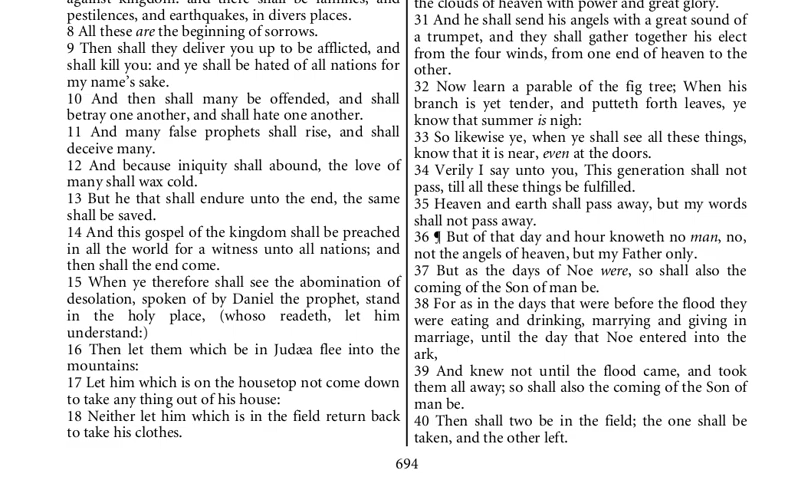 against kingdom: and there shall be famines, and
pestilences, and earthquakes, in divers places.
8 All these are the beginning of sorrows.
9 Then shall they deliver you up to be afflicted, and
shall kill you: and ye shall be hated of all nations for
my name's sake.
10 And then shall many be offended, and shall
betray one another, and shall hate one another.
11 And many false prophets shall rise, and shall
deceive many.
12 And because iniquity shall abound, the love of
many shall wax cold.
13 But he that shall endure unto the end, the same
shall be saved.
14 And this gospel of the kingdom shall be preached
in all the world for a witness unto all nations; and
then shall the end come.
15 When ye therefore shall see the abomination of
desolation, spoken of by Daniel the prophet, stand
in the holy place, (whoso readeth, let him
understand:)
16 Then let them which be in Judæa flee into the
mountains:
17 Let him which is on the housetop not come down
to take any thing out of his house:
18 Neither let him which is in the field return back
to take his clothes.
the clouds of heaven with power and great glory.
31 And he shall send his angels with a great sound of
a trumpet, and they shall gather together his elect
from the four winds, from one end of heaven to the
other.
32 Now learn a parable of the fig tree; When his
branch is yet tender, and putteth forth leaves, ye
know that summer is nigh:
33 So likewise ye, when ye shall see all these things,
know that it is near, even at the doors.
34 Verily I say unto you, This generation shall not
pass, till all these things be fulfilled.
35 Heaven and earth shall pass away, but my words
shall not pass away.
36 ¶ But of that day and hour knoweth no man, no,
not the angels of heaven, but my Father only.
37 But as the days of Noe were, so shall also the
coming of the Son of man be.
38 For as in the days that were before the flood they
were eating and drinking, marrying and giving in
marriage, until the day that Noe entered into the
ark,
39 And knew not until the flood came, and took
them all away; so shall also the coming of the Son of
man be.
40 Then shall two be in the field; the one shall be
taken, and the other left.
694